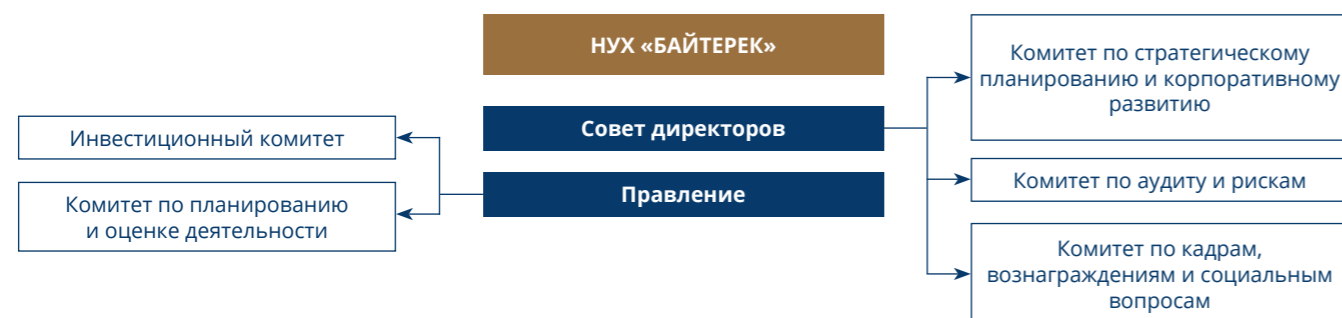 НУХ «БАЙТЕРЕК»
Совет директоров
Правление
Инвестиционный комитет
Комитет по планированию
и оценке деятельности
Комитет по стратегическому
планированию и корпоративному
развитию
Комитет по аудиту и рискам
Комитет по кадрам,
вознаграждениям и социальным
вопросам